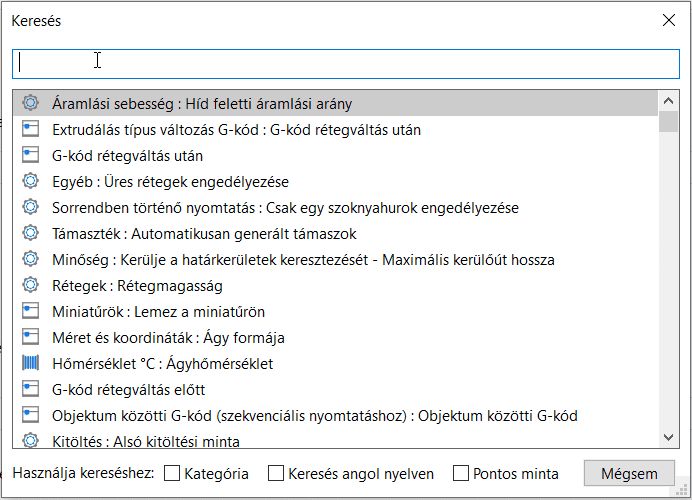 Keresés
Áramlási sebesség : Híd feletti áramlási arány
Extrudálás típus változás G-kód : G-kód rétegváltás után
G-kód rétegváltás után
Egyéb : Üres rétegek engedélyezése
Sorrendben történő nyomtatás : Csak egy szoknyahurok engedélyezése
Támaszték : Automatikusan generált támaszok
Minőség : Kerülje a határkerületek keresztezését - Maximális kerülőút hossza
Rétegek : Rétegmagasság
Miniatűrök : Lemez a miniatűrön
Méret és koordináták : Ágy formája
Hőmérséklet °C : Ágyhőmérséklet
G-kód rétegváltás előtt
Objektum közötti G-kód (szekvenciális nyomtatáshoz) : Objektum közötti G-kód
Kitöltés : Alsó kitöltési minta
Használja kereséshez: Kategória Keresés angol nyelven Pontos minta Mégsem